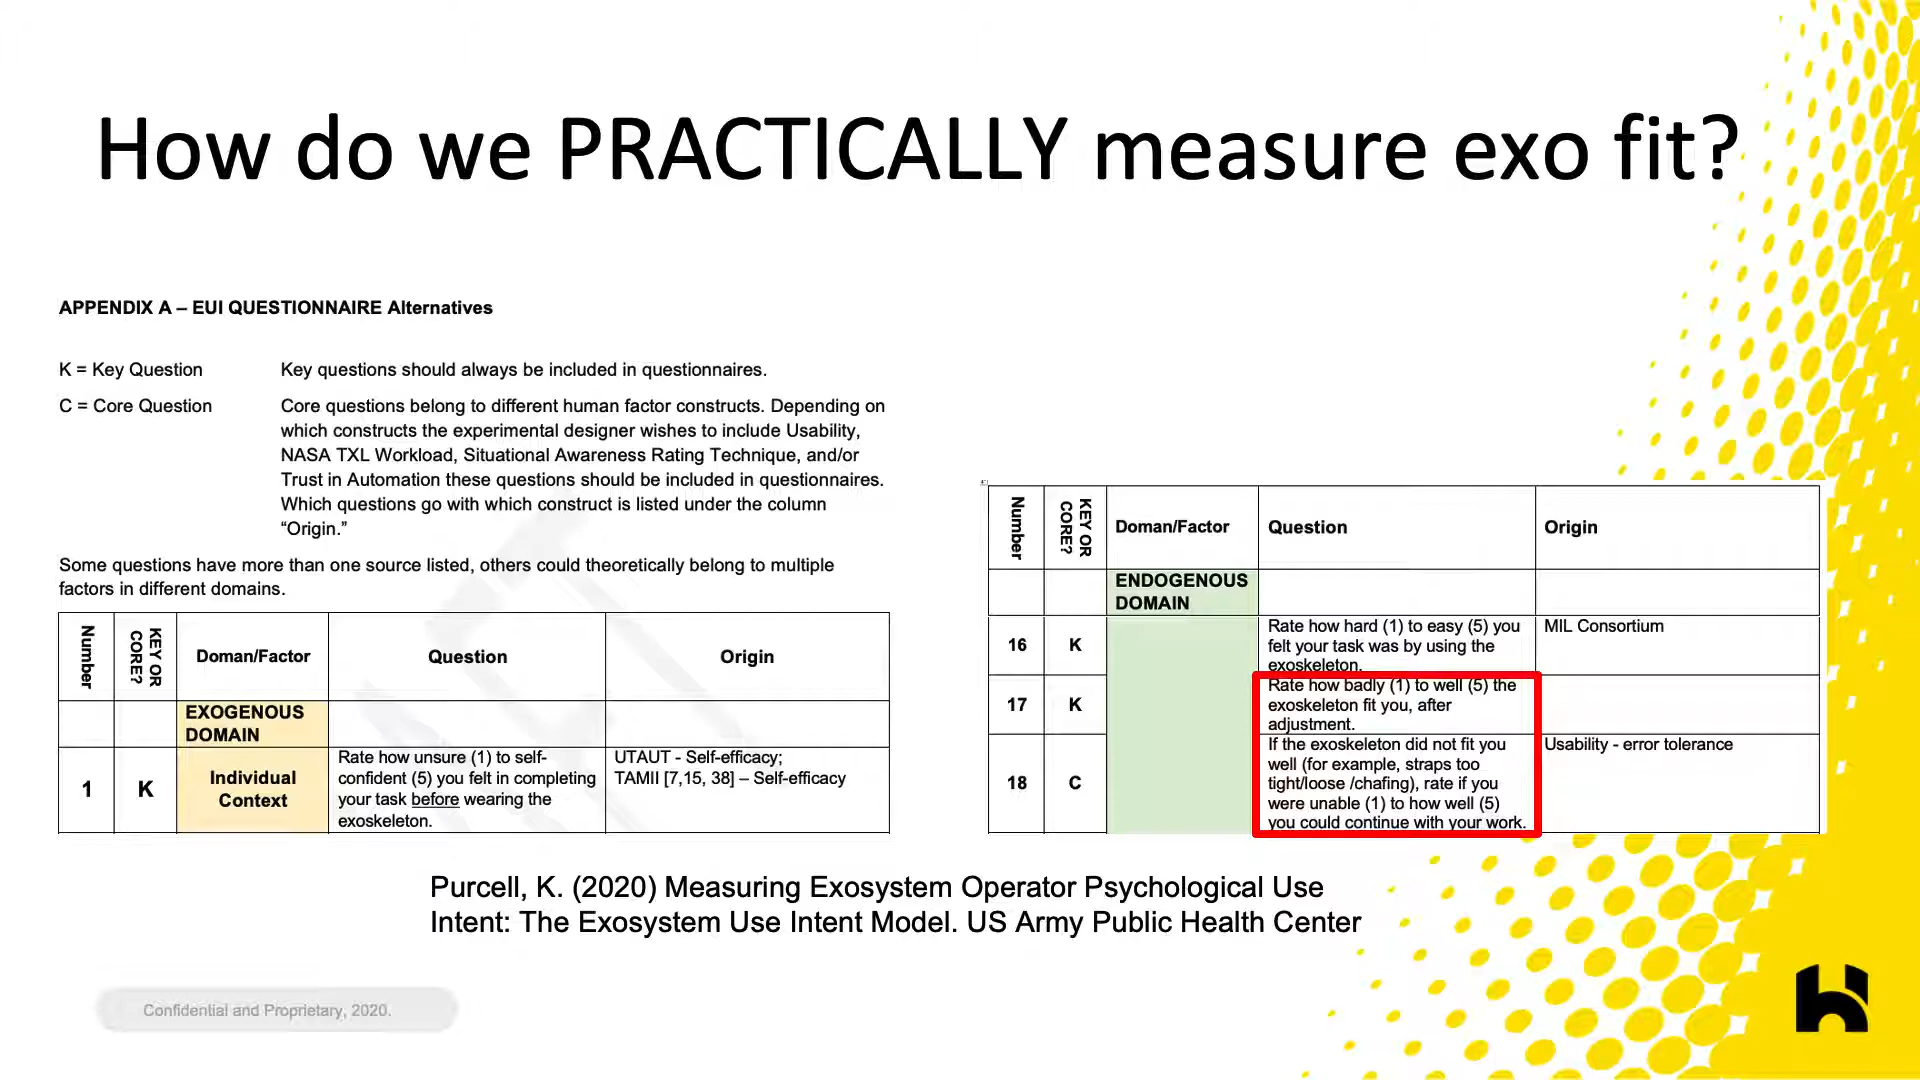 How do we PRACTICALLY measure exo fit?
APPENDIX A – EUI QUESTIONNAIRE Alternatives
K = Key Question
Key questions should always be included in questionnaires.
C = Core Question
Core questions belong to different human factor constructs. Depending on
which constructs the experimental designer wishes to include Usability,
NASA TXL Workload, Situational Awareness Rating Technique, and/or
Trust in Automation these questions should be included in questionnaires.
Which questions go with which construct is listed under the column
“Origin.”
Some questions have more than one source listed, others could theoretically belong to multiple
factors in different domains.
Number
KEY OR
CORE?
Doman/Factor
Question
Origin
EXOGENOUS
DOMAIN
1
K
Individual
Context
Rate how unsure (1) to self-
confident (5) you felt in completing
your task before wearing the
exoskeleton.
UTAUT - Self-efficacy;
TAMII [7,15, 38] – Self-efficacy
Number
KEY OR
CORE?
Doman/Factor
Question
Origin
ENDOGENOUS
DOMAIN
16
K
Rate how hard (1) to easy (5) you
felt your task was by using the
exoskeleton.
MIL Consortium
17
K
Rate how badly (1) to well (5) the
exoskeleton fit you, after
adjustment.
18
C
If the exoskeleton did not fit you
well (for example, straps too
tight/loose /chafing), rate if you
were unable (1) to how well (5)
you could continue with your work.
Usability - error tolerance
Purcell, K. (2020) Measuring Exosystem Operator Psychological Use
Intent: The Exosystem Use Intent Model. US Army Public Health Center
Confidential and Proprietary, 2020.